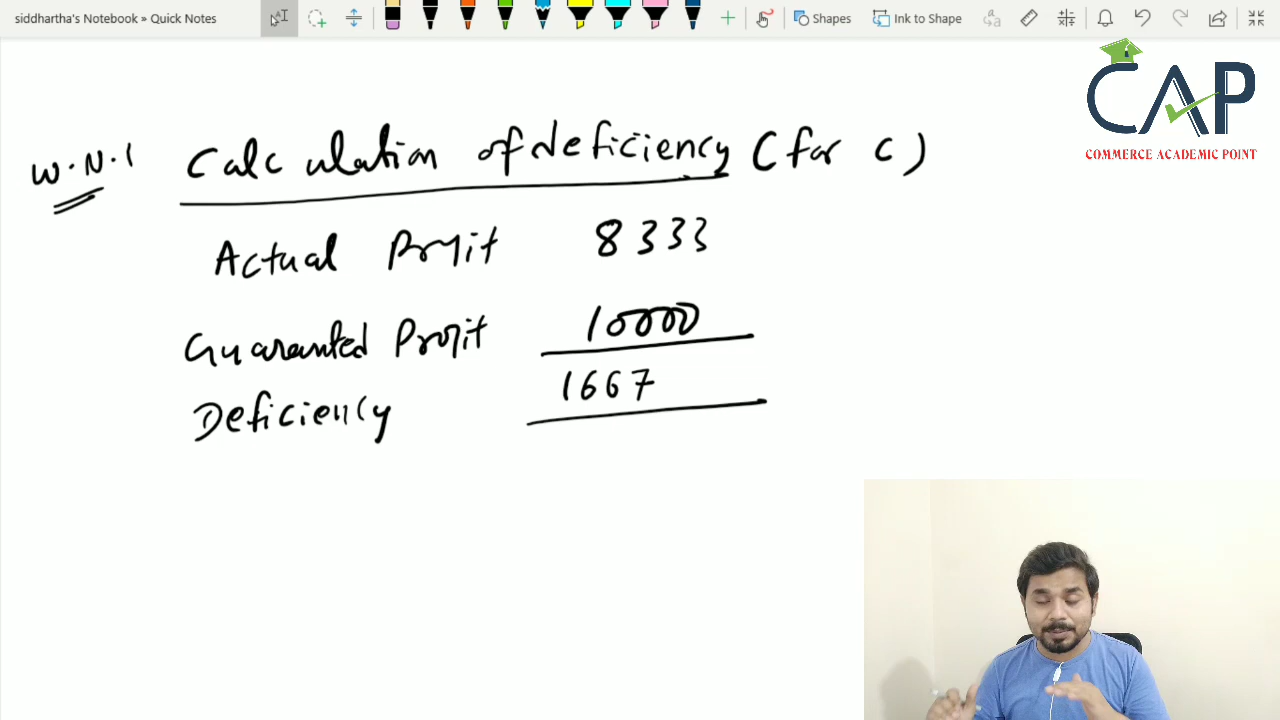 siddhartha's Notebook » Quick Notes
Shapes
Ink to Shape
CAP
COMMERCE ACADEMIC POINT
W.N.1 Calculation of deficiency (for c)
Actual Profit 8333
Guaranted Profit 10000
Deficiency 1667